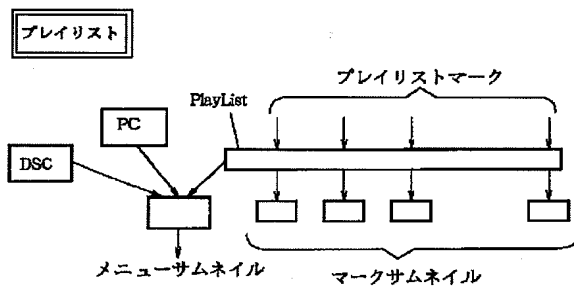 プレイリスト
プレイリストマーク
PlayList
PC
DSC
メニューサムネイル
マークサムネイル